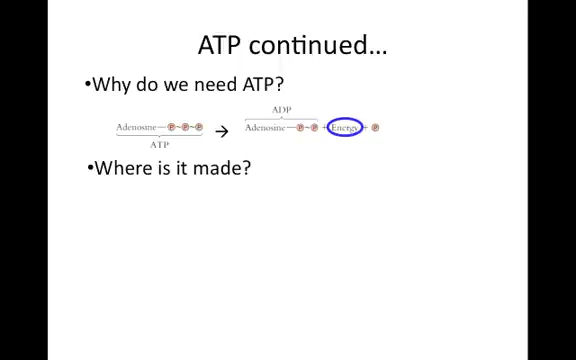 ATP continued...
•Why do we need ATP?
ADP
Adenosine—P~P~P → Adenosine—P~P + Energy + P
ATP
•Where is it made?